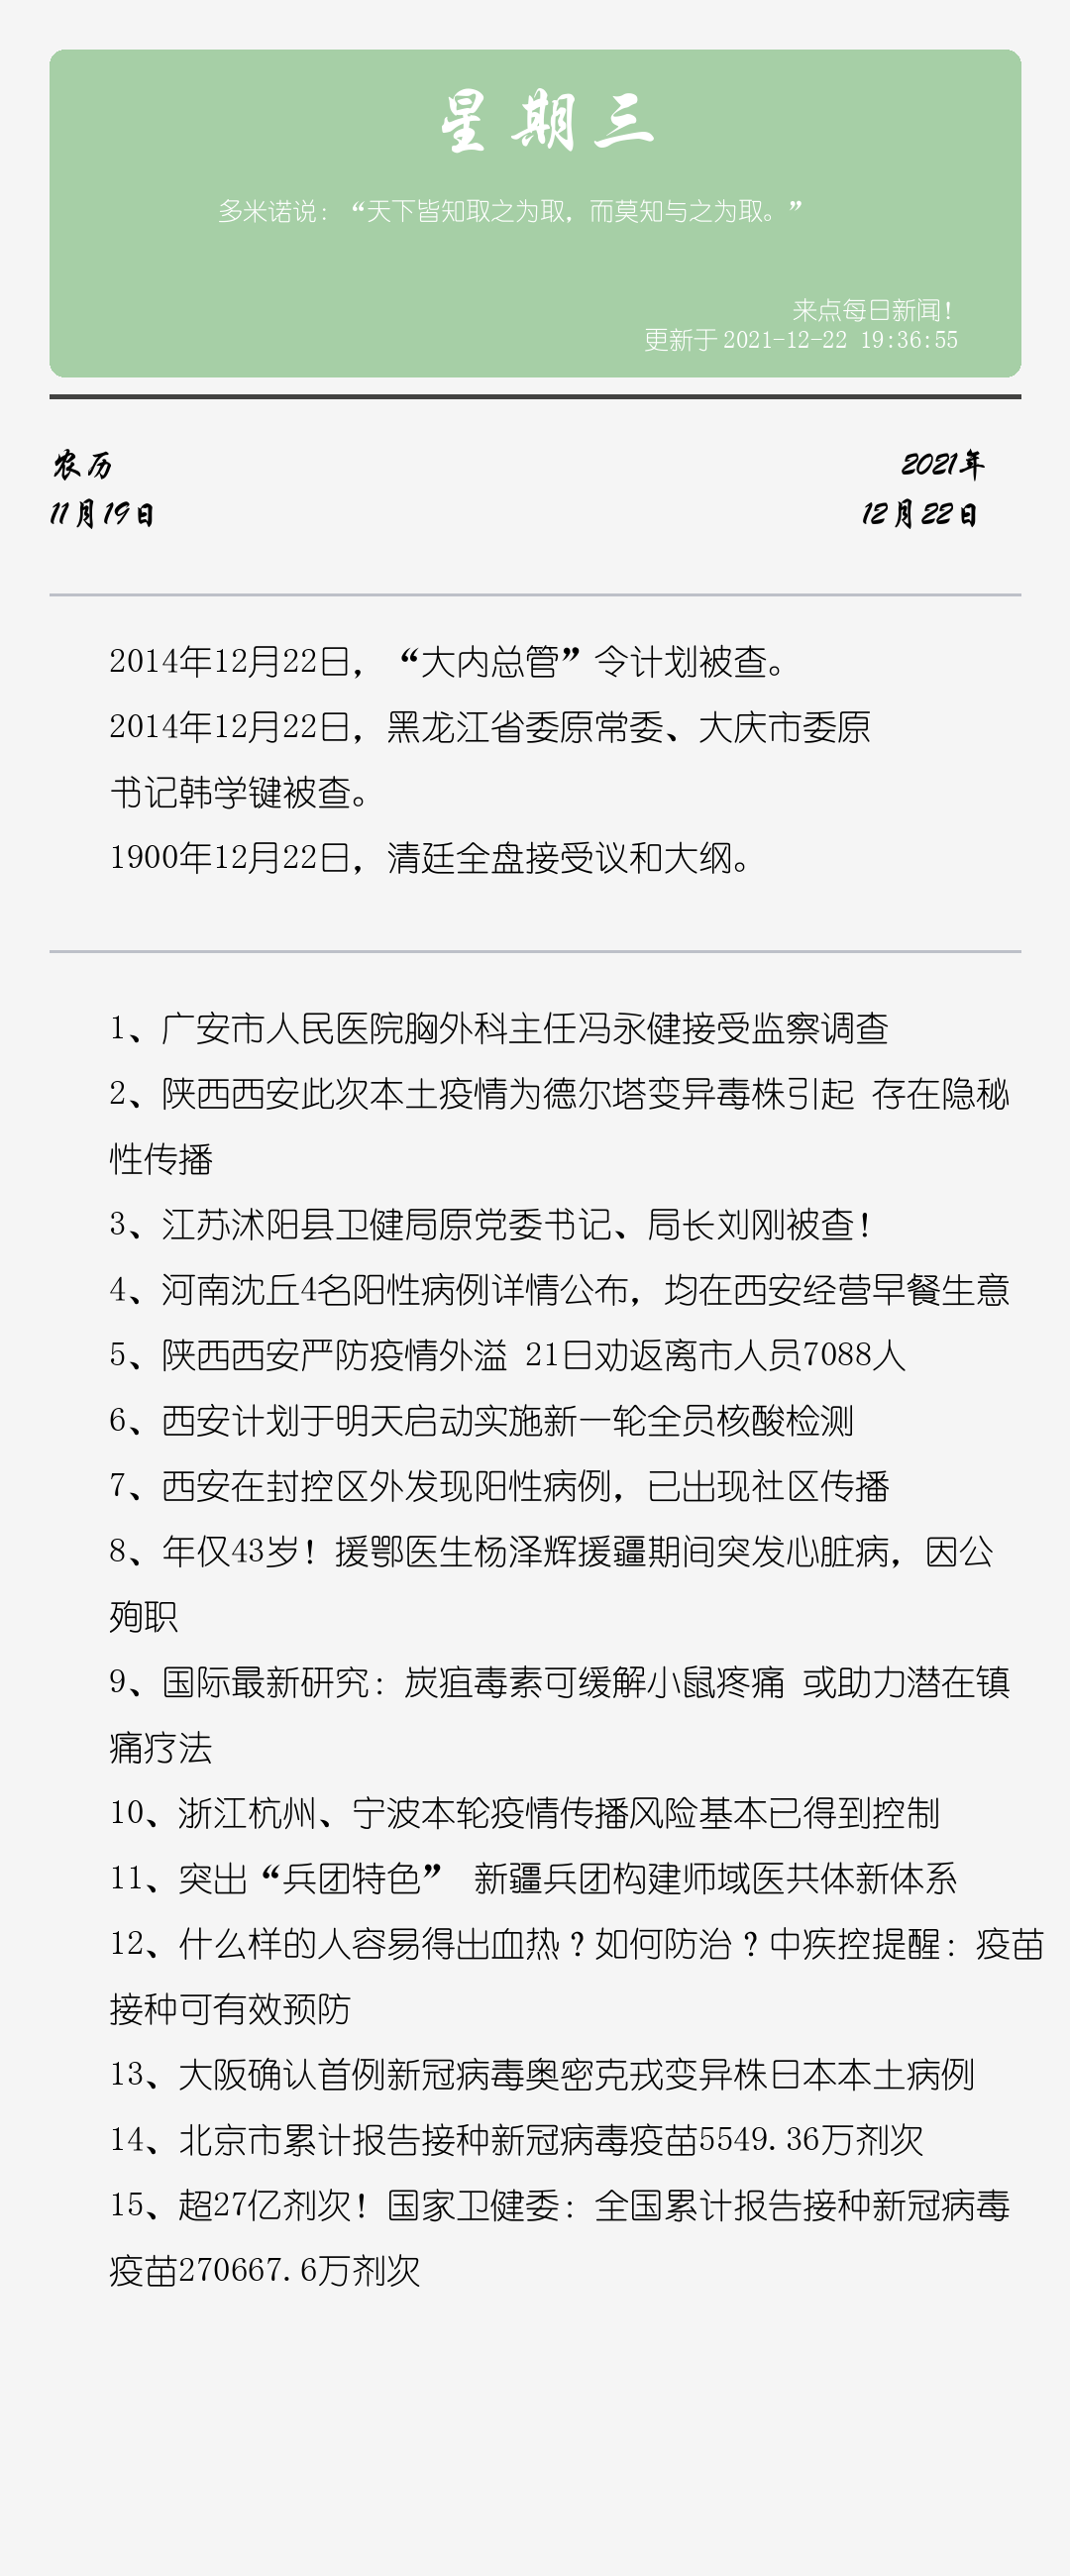 星期三
多米诺说：“天下皆知取之为取，而莫知与之为取。”
来点每日新闻！
更新于 2021-12-22 19:36:55
农历
2021年
11月19日
12月22日
2014年12月22日，“大内总管”令计划被查。
2014年12月22日，黑龙江省委原常委、大庆市委原
书记韩学键被查。
1900年12月22日，清廷全盘接受议和大纲。
1、广安市人民医院胸外科主任冯永健接受监察调查
2、陕西西安此次本土疫情为德尔塔变异毒株引起 存在隐秘
性传播
3、江苏沭阳县卫健局原党委书记、局长刘刚被查！
4、河南沈丘4名阳性病例详情公布，均在西安经营早餐生意
5、陕西西安严防疫情外溢 21日劝返离市人员7088人
6、西安计划于明天启动实施新一轮全员核酸检测
7、西安在封控区外发现阳性病例，已出现社区传播
8、年仅43岁！援鄂医生杨泽辉援疆期间突发心脏病，因公
殉职
9、国际最新研究：炭疽毒素可缓解小鼠疼痛 或助力潜在镇
痛疗法
10、浙江杭州、宁波本轮疫情传播风险基本已得到控制
11、突出“兵团特色” 新疆兵团构建师域医共体新体系
12、什么样的人容易得出血热？如何防治？中疾控提醒：疫苗
接种可有效预防
13、大阪确认首例新冠病毒奥密克戎变异株日本本土病例
14、北京市累计报告接种新冠病毒疫苗5549.36万剂次
15、超27亿剂次！国家卫健委：全国累计报告接种新冠病毒
疫苗270667.6万剂次